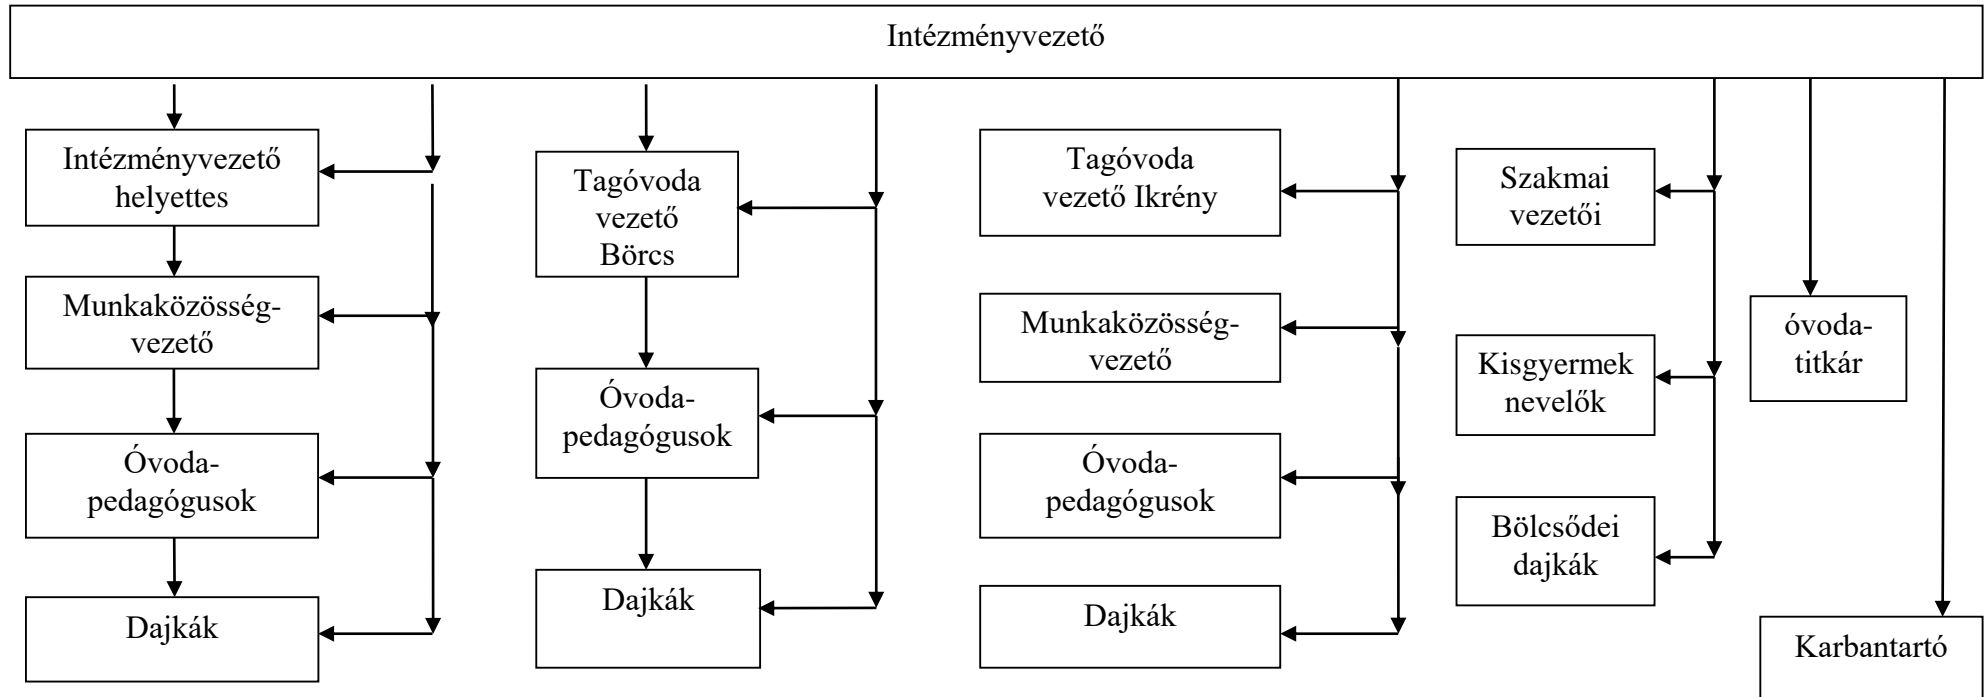 Intézményvezető
Intézményvezető
helyettes
Munkaközösség-
vezető
Óvoda-
pedagógusok
Dajkák
Tagóvoda
vezető
Börcs
Óvoda-
pedagógusok
Dajkák
Tagóvoda
vezető Ikrény
Munkaközösség-
vezető
Óvoda-
pedagógusok
Dajkák
Szakmai
vezetői
Kisgyermek
nevelők
Bölcsődei
dajkák
óvoda-
titkár
Karbantartó